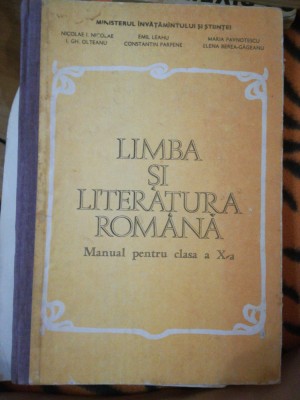 MINISTERUL ÎNVĂȚĂMÎNTULUI ȘI ȘTIINȚEI
NICOLAE I. NICOLAE EMIL LEAHU MARIA PAVNOTESCU
I. GH. OLTEANU CONSTANTIN PARFENE ELENA BEREA-GĂGEANU
LIMBA
ȘI
LITERATURA
ROMÂNĂ
Manual pentru clasa a X-a